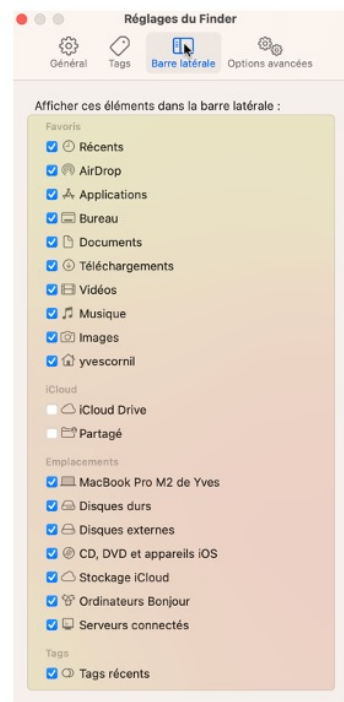 Réglages du Finder
Général Tags Barre latérale Options avancées
Afficher ces éléments dans la barre latérale :
Favoris
Récents
AirDrop
Applications
Bureau
Documents
Téléchargements
Vidéos
Musique
Images
yvescornil
iCloud
iCloud Drive
Partagé
Emplacements
MacBook Pro M2 de Yves
Disques durs
Disques externes
CD, DVD et appareils iOS
Stockage iCloud
Ordinateurs Bonjour
Serveurs connectés
Tags
Tags récents